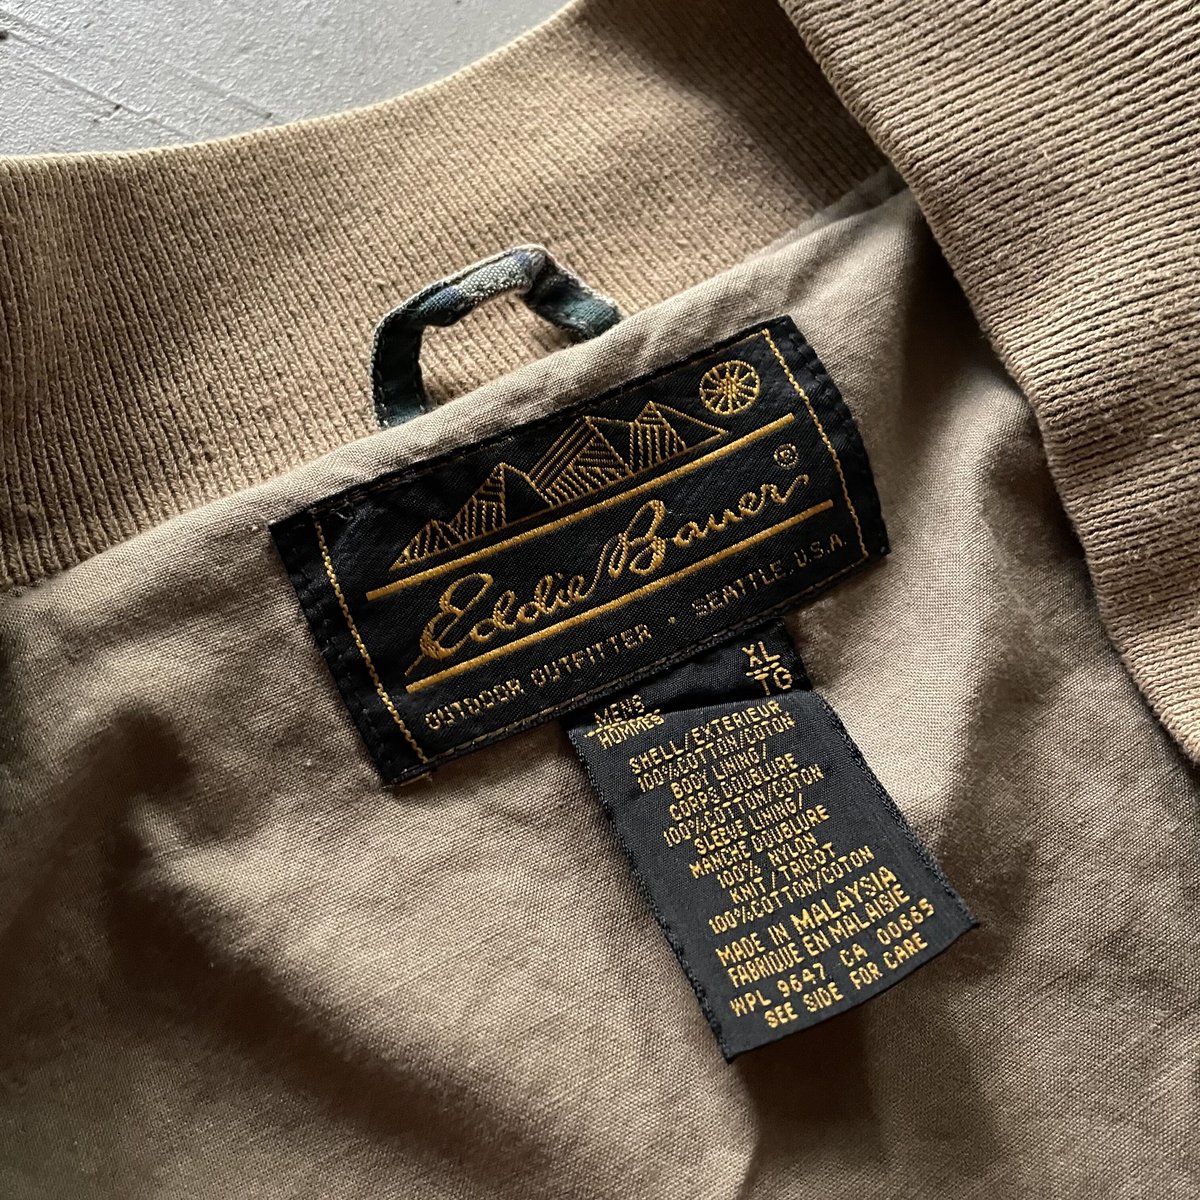 Eddie Bauer®
OUTDOOR OUTFITTER · SEATTLE, U.S.A.
MENS XL
HOMMES TG
SHELL/EXTERIEUR
100%COTTON/COTON
BODY LINING/
CORPS DOUBLURE
100%COTTON/COTON
SLEEVE LINING/
MANCHE DOUBLURE
100% NYLON
KNIT/TRICOT
100%COTTON/COTON
MADE IN MALAYSIA
FABRIQUE EN MALAISIE
WPL 9647 CA 00665
SEE SIDE FOR CARE